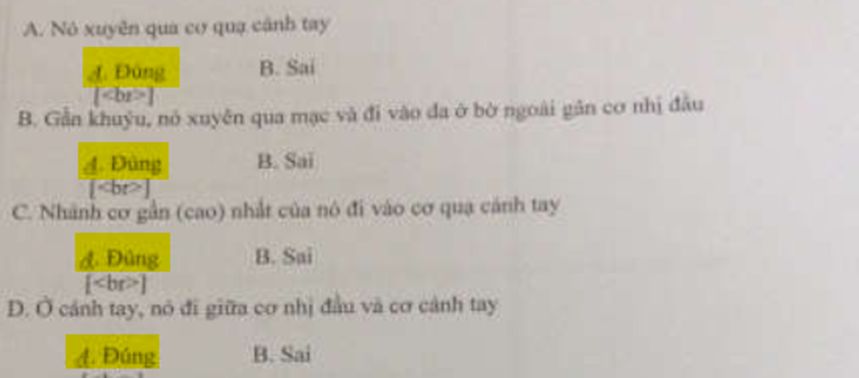 A. Nó xuyên qua cơ quạ cánh tay
A. Đúng B. Sai
[<br>]
B. Gần khuỷu, nó xuyên qua mạc và đi vào da ở bờ ngoài gân cơ nhị đầu
A. Đúng B. Sai
[<br>]
C. Nhánh cơ gần (cao) nhất của nó đi vào cơ quạ cánh tay
A. Đúng B. Sai
[<br>]
D. Ở cánh tay, nó đi giữa cơ nhị đầu và cơ cánh tay
A. Đúng B. Sai